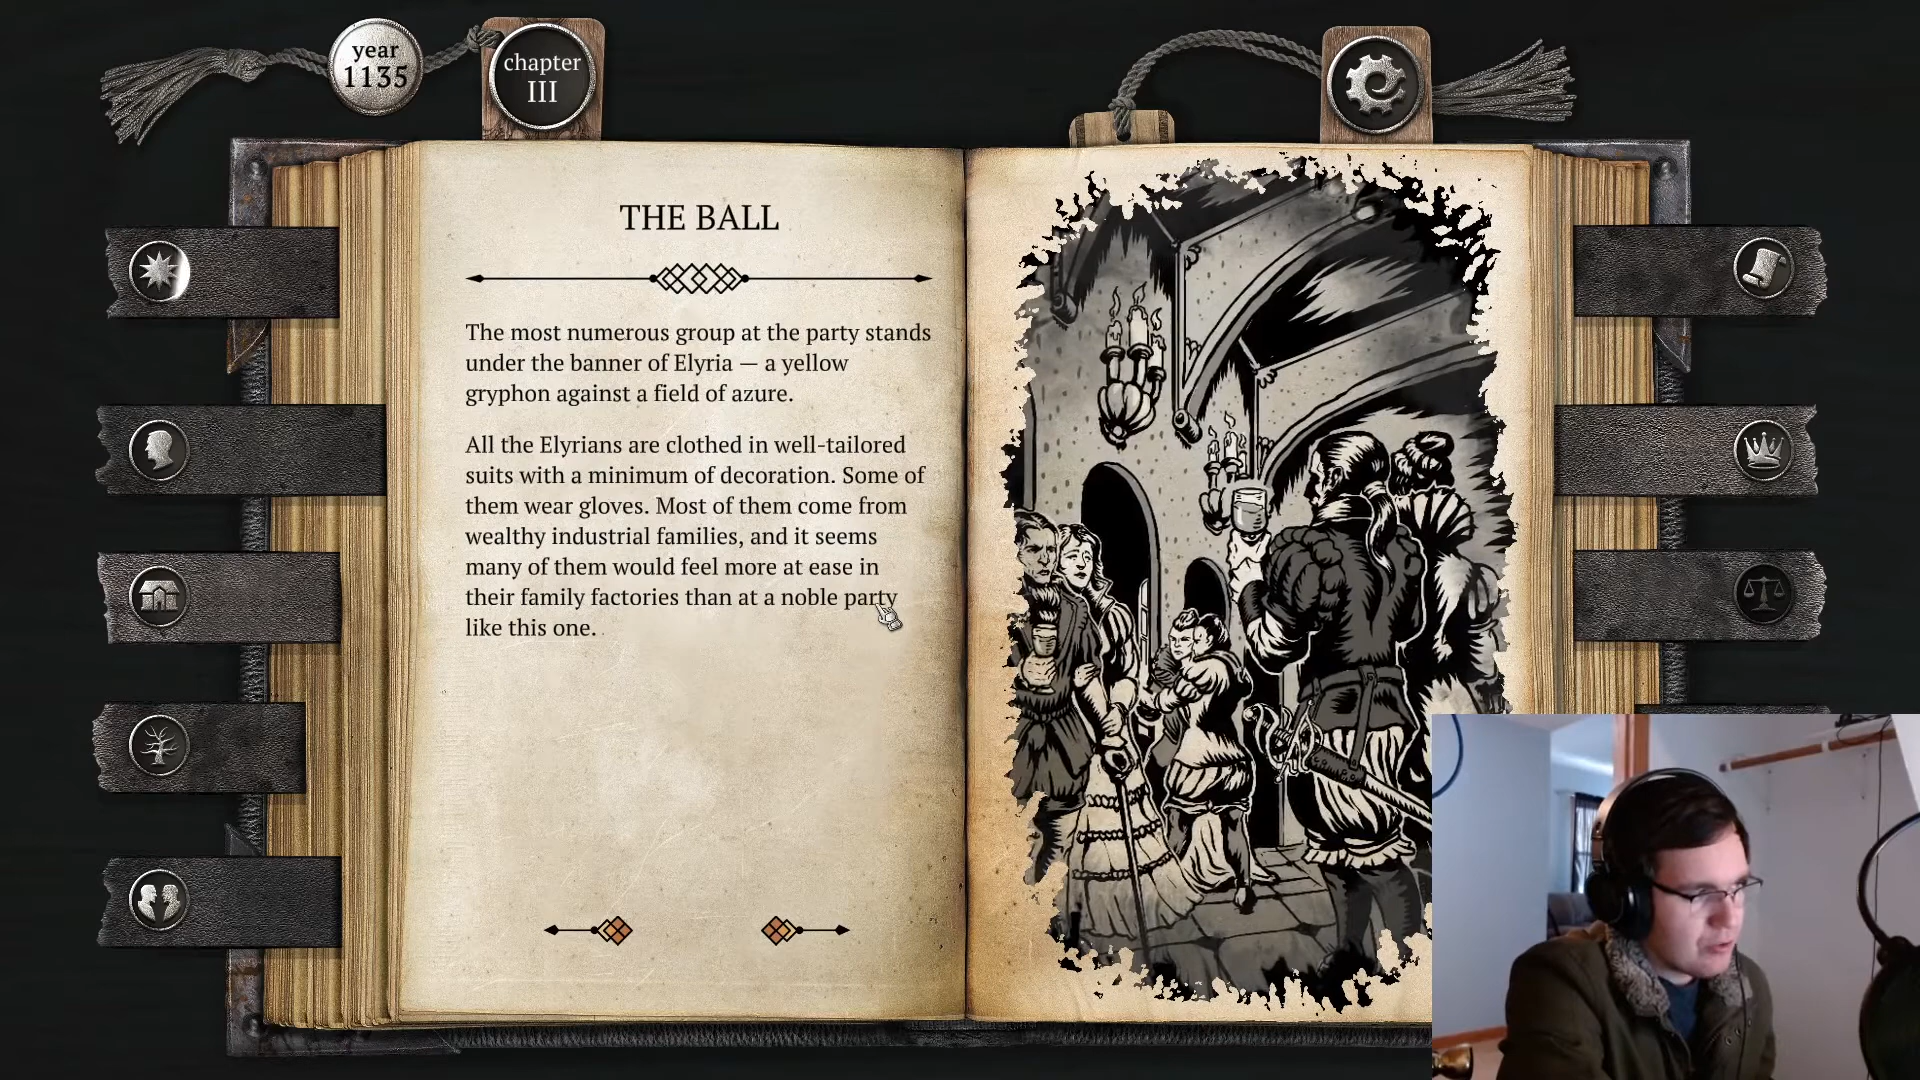 year
1135
chapter
III
THE BALL
The most numerous group at the party stands
under the banner of Elyria — a yellow
gryphon against a field of azure.
All the Elyrians are clothed in well-tailored
suits with a minimum of decoration. Some of
them wear gloves. Most of them come from
wealthy industrial families, and it seems
many of them would feel more at ease in
their family factories than at a noble party
like this one.